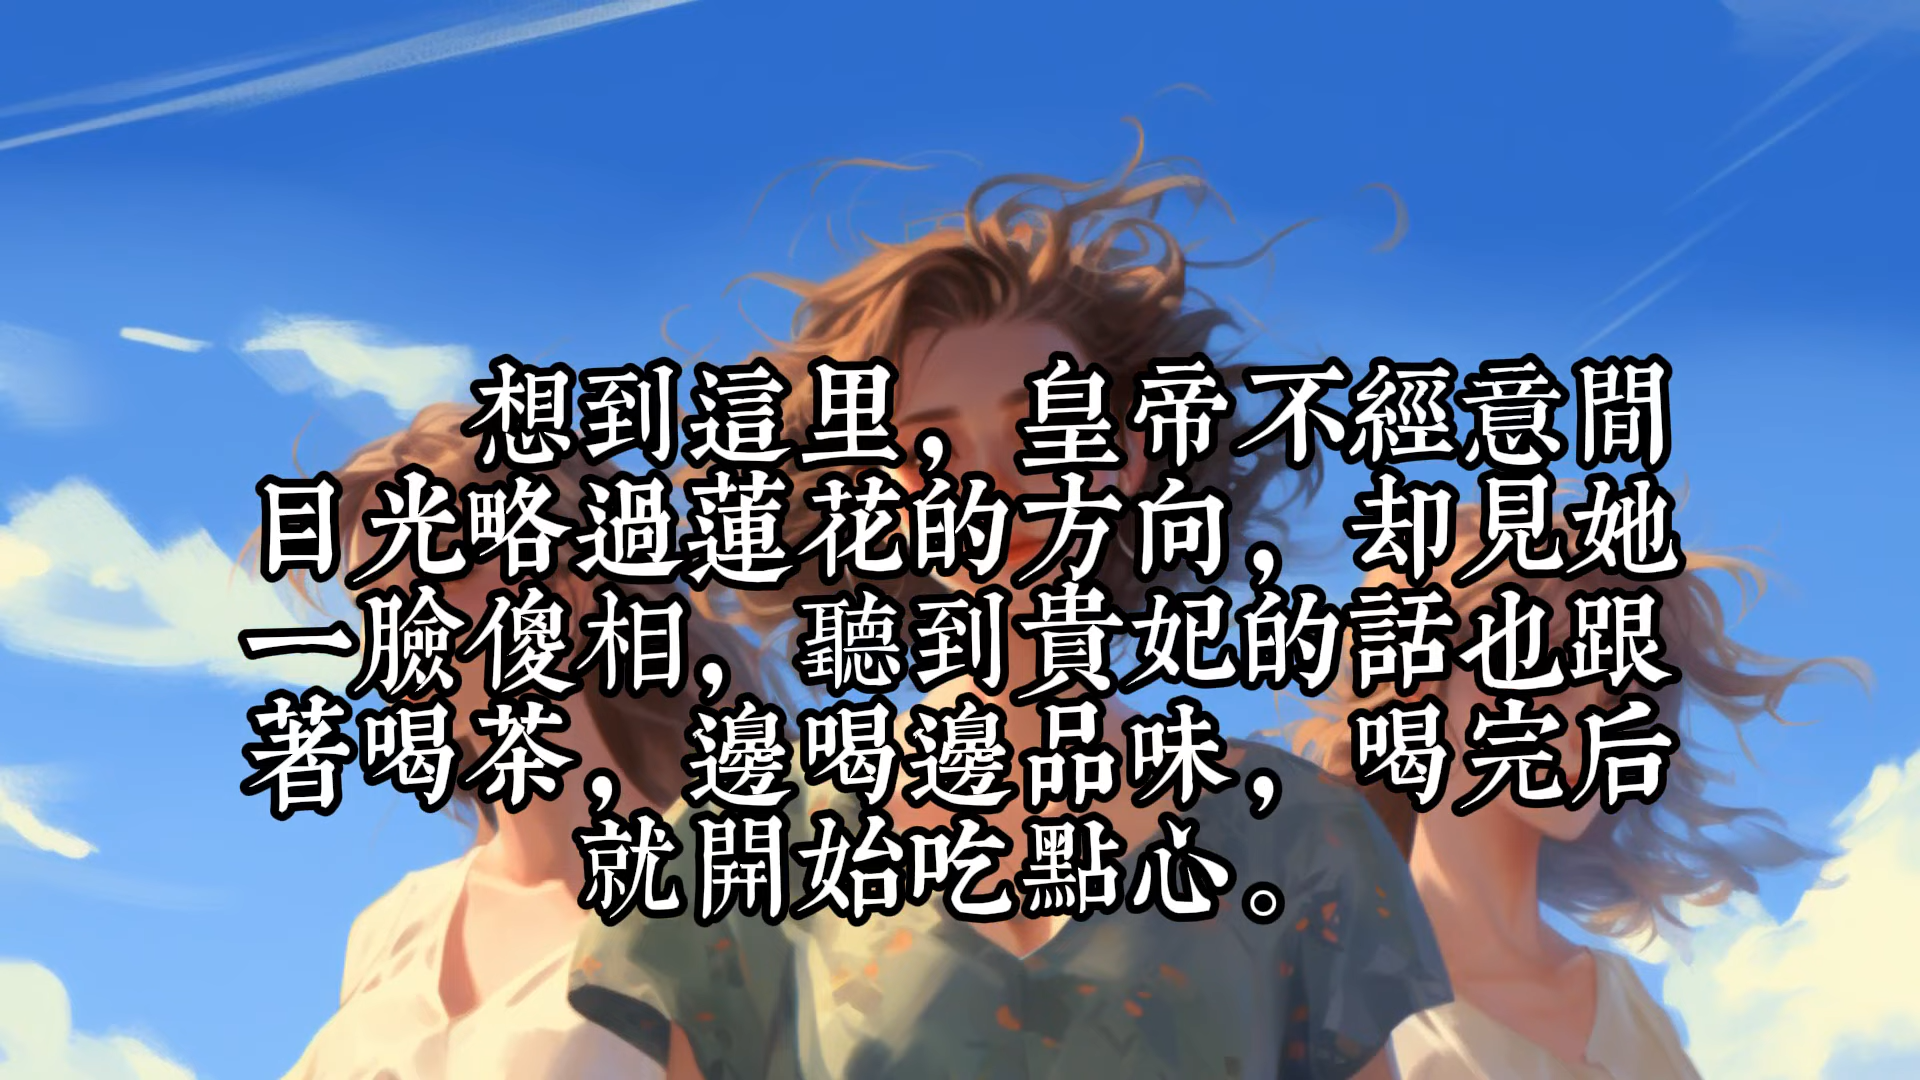 想到這里，皇帝不經意間
目光略過蓮花的方向，却見她
一臉傻相，聽到貴妃的話也跟
著喝茶，邊喝邊品味，喝完后
就開始吃點心。